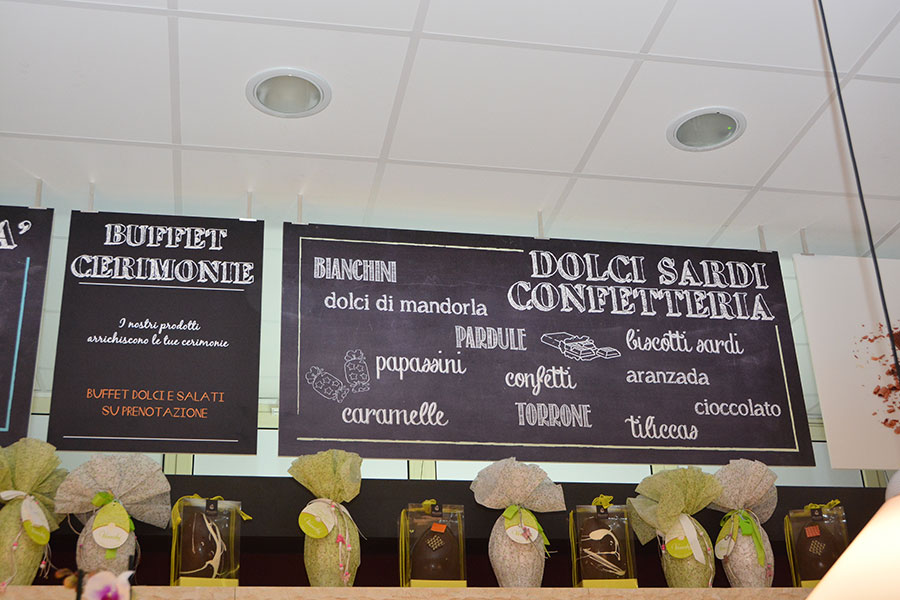 A'
BUFFET
CERIMONIE
I nostri prodotti
arrichiscono le tue cerimonie
BUFFET DOLCI E SALATI
SU PRENOTAZIONE
DOLCI SARDI
CONFETTERIA
BIANCHINI
dolci di mandorla
PARDULE
biscotti sardi
papassini
confetti
aranzada
caramelle
TORRONE
cioccolato
tiliccas